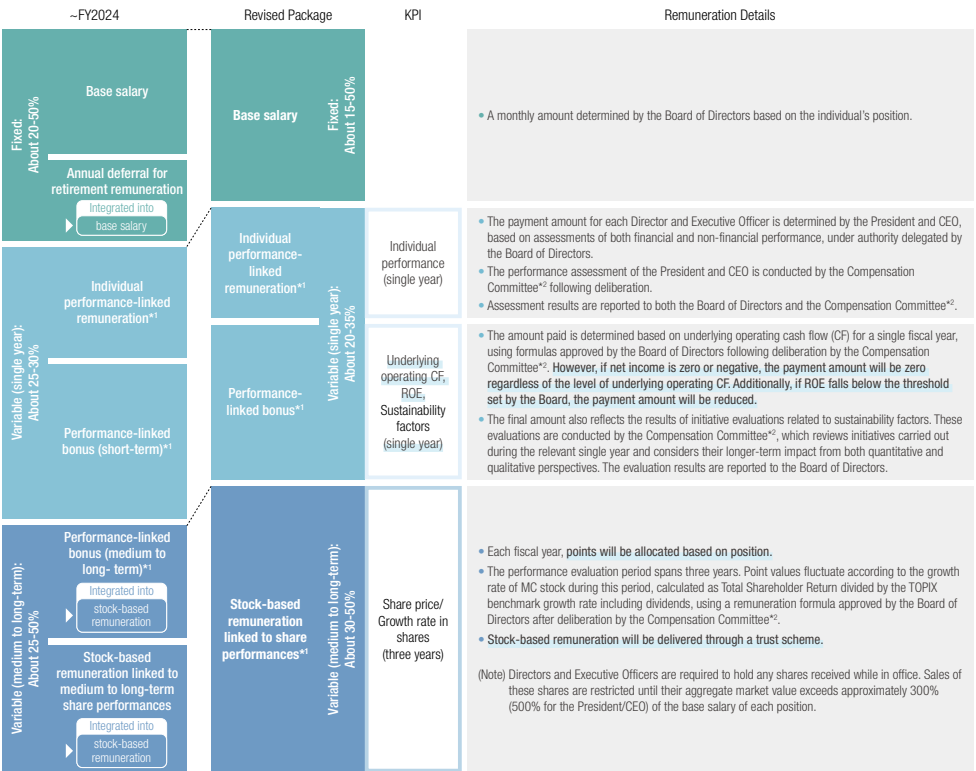 ~FY2024
Revised Package
KPI
Remuneration Details
Fixed:
About 20-50%
Base salary
Annual deferral for
retirement remuneration
Integrated into
base salary
Base salary
Fixed:
About 15-50%
• A monthly amount determined by the Board of Directors based on the individual's position.
Variable (single year):
About 25-30%
Individual
performance-linked
remuneration*1
Performance-linked
bonus (short-term)*1
Individual
performance-
linked
remuneration*1
Performance-
linked bonus*1
Variable (single year):
About 20-35%
Individual
performance
(single year)
• The payment amount for each Director and Executive Officer is determined by the President and CEO,
based on assessments of both financial and non-financial performance, under authority delegated by
the Board of Directors.
• The performance assessment of the President and CEO is conducted by the Compensation
Committee*2 following deliberation.
• Assessment results are reported to both the Board of Directors and the Compensation Committee*2.
Underlying
operating CF,
ROE,
Sustainability
factors
(single year)
• The amount paid is determined based on underlying operating cash flow (CF) for a single fiscal year,
using formulas approved by the Board of Directors following deliberation by the Compensation
Committee*2. However, if net income is zero or negative, the payment amount will be zero
regardless of the level of underlying operating CF. Additionally, if ROE falls below the threshold
set by the Board, the payment amount will be reduced.
• The final amount also reflects the results of initiative evaluations related to sustainability factors. These
evaluations are conducted by the Compensation Committee*2, which reviews initiatives carried out
during the relevant single year and considers their longer-term impact from both quantitative and
qualitative perspectives. The evaluation results are reported to the Board of Directors.
Variable (medium to long-term):
About 25-50%
Performance-linked
bonus (medium to
long- term)*1
Integrated into
stock-based
remuneration
Stock-based
remuneration linked to
medium to long-term
share performances
Integrated into
stock-based
remuneration
Stock-based
remuneration
linked to share
performances*1
Variable (medium to long-term):
About 30-50%
Share price/
Growth rate in
shares
(three years)
• Each fiscal year, points will be allocated based on position.
• The performance evaluation period spans three years. Point values fluctuate according to the growth
rate of MC stock during this period, calculated as Total Shareholder Return divided by the TOPIX
benchmark growth rate including dividends, using a remuneration formula approved by the Board of
Directors after deliberation by the Compensation Committee*2.
• Stock-based remuneration will be delivered through a trust scheme.
(Note) Directors and Executive Officers are required to hold any shares received while in office. Sales of
these shares are restricted until their aggregate market value exceeds approximately 300%
(500% for the President/CEO) of the base salary of each position.